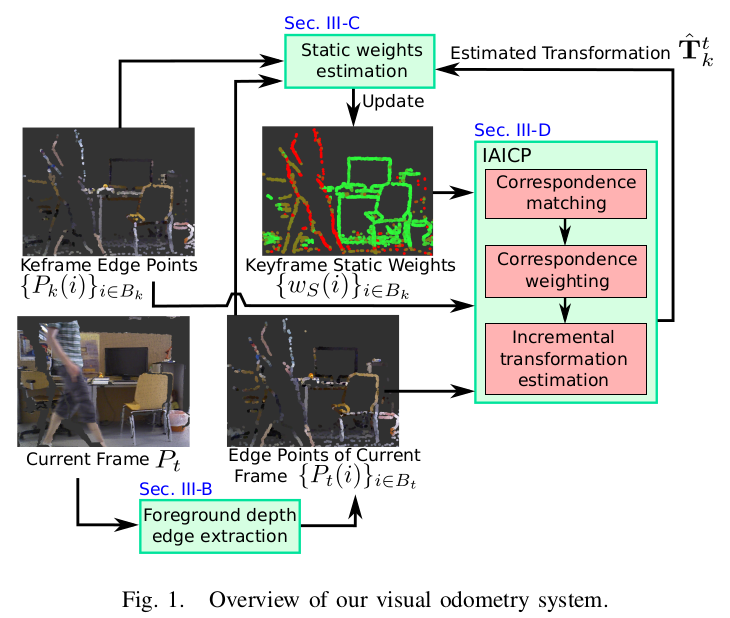 Sec. III-C
Static weights
estimation
Estimated Transformation $\hat{\mathbf{T}}_k^t$
Update
Sec. III-D
IAICP
Correspondence
matching
Correspondence
weighting
Incremental
transformation
estimation
Keframe Edge Points
$\{P_k(i)\}_{i \in B_k}$
Keyframe Static Weights
$\{w_S(i)\}_{i \in B_k}$
Current Frame $P_t$
Edge Points of Current
Frame $\{P_t(i)\}_{i \in B_t}$
Sec. III-B
Foreground depth
edge extraction
Fig. 1. Overview of our visual odometry system.